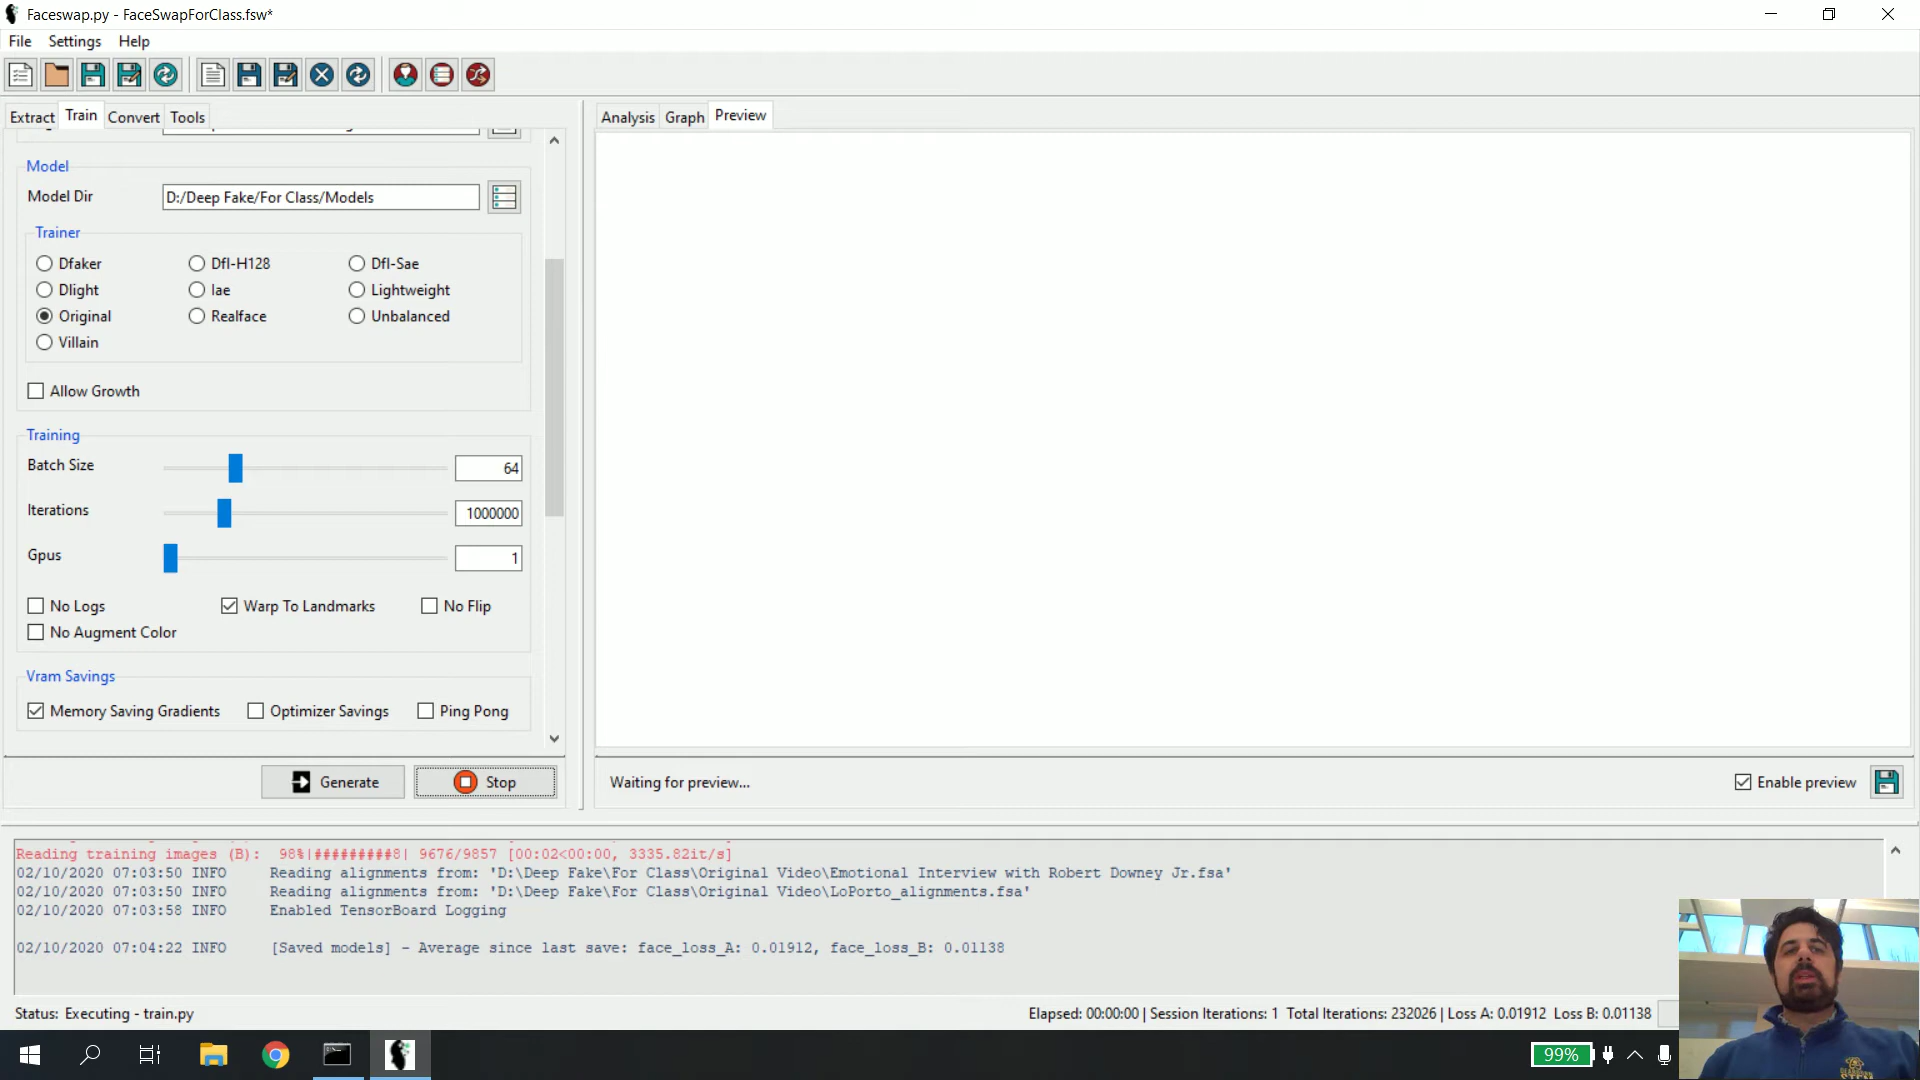 Faceswap.py - FaceSwapForClass.fsw*
File Settings Help
Extract Train Convert Tools
Analysis Graph Preview
Model
Model Dir D:/Deep Fake/For Class/Models
Trainer
Dfaker Dfl-H128 Dfl-Sae
Dlight Iae Lightweight
Original Realface Unbalanced
Villain
Allow Growth
Training
Batch Size 64
Iterations 1000000
Gpus 1
No Logs Warp To Landmarks No Flip
No Augment Color
Vram Savings
Memory Saving Gradients Optimizer Savings Ping Pong
Generate Stop
Waiting for preview... Enable preview
Reading training images (B): 98%|#########8| 9676/9857 [00:02<00:00, 3335.82it/s]
02/10/2020 07:03:50 INFO Reading alignments from: 'D:\Deep Fake\For Class\Original Video\Emotional Interview with Robert Downey Jr.fsa'
02/10/2020 07:03:50 INFO Reading alignments from: 'D:\Deep Fake\For Class\Original Video\LoPorto_alignments.fsa'
02/10/2020 07:03:58 INFO Enabled TensorBoard Logging
02/10/2020 07:04:22 INFO [Saved models] - Average since last save: face_loss_A: 0.01912, face_loss_B: 0.01138
Status: Executing - train.py Elapsed: 00:00:00 | Session Iterations: 1 Total Iterations: 232026 | Loss A: 0.01912 Loss B: 0.01138
99%